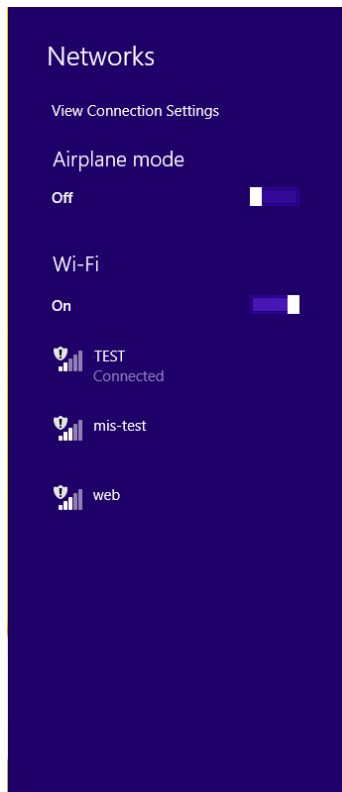 Networks
View Connection Settings
Airplane mode
Off
Wi-Fi
On
TEST
Connected
mis-test
web